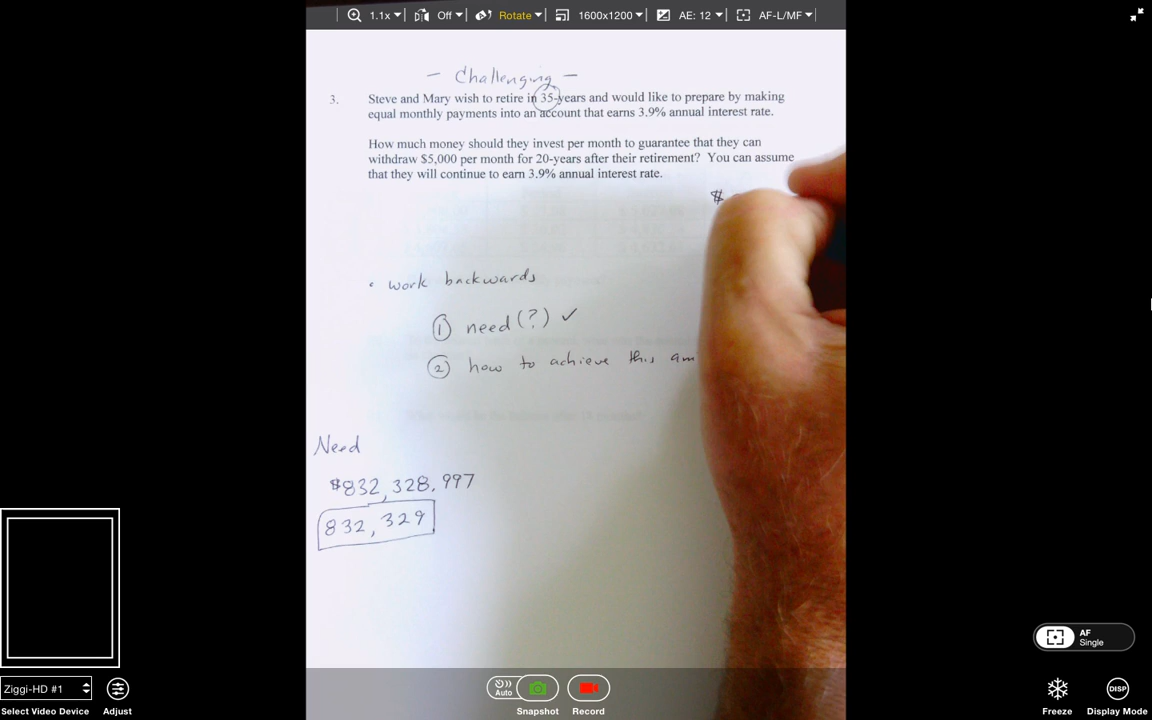 1.1x
Off
Rotate
1600x1200
AE: 12
AF-L/MF
- Challenging -
3. Steve and Mary wish to retire in 35-years and would like to prepare by making
equal monthly payments into an account that earns 3.9% annual interest rate.
How much money should they invest per month to guarantee that they can
withdraw $5,000 per month for 20-years after their retirement? You can assume
that they will continue to earn 3.9% annual interest rate.
$
• work backwards
① need (?) ✓
② how to achieve this am
Need
$832,328.997
832,329
AF
Single
Ziggi-HD #1
Auto
Select Video Device
Adjust
Snapshot
Record
Freeze
DISP
Display Mode